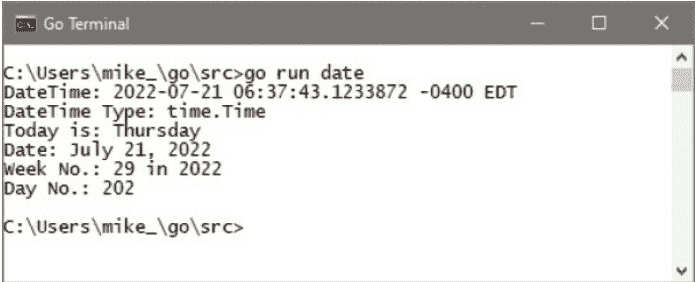 Go Terminal
C:\Users\mike_\go\src>go run date
DateTime: 2022-07-21 06:37:43.1233872 -0400 EDT
DateTime Type: time.Time
Today is: Thursday
Date: July 21, 2022
Week No.: 29 in 2022
Day No.: 202
C:\Users\mike_\go\src>